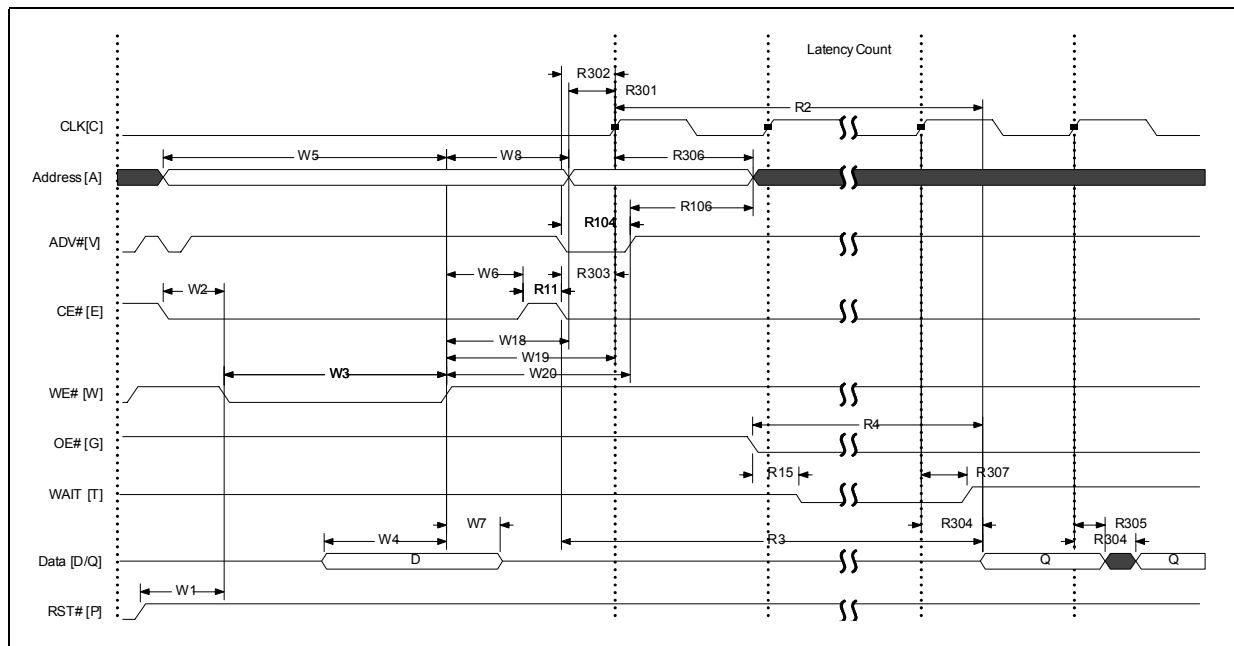 Latency Count
R302
R301
R2
CLK[C]
W5
W8
R306
Address [A]
R106
R104
ADV#[V]
W6
R303
R11
W2
CE# [E]
W18
W19
W3
W20
WE# [W]
R4
OE# [G]
R15
R307
WAIT [T]
W7
R304
R305
W4
R3
R304
Data [D/Q]
D
Q
Q
W1
RST# [P]